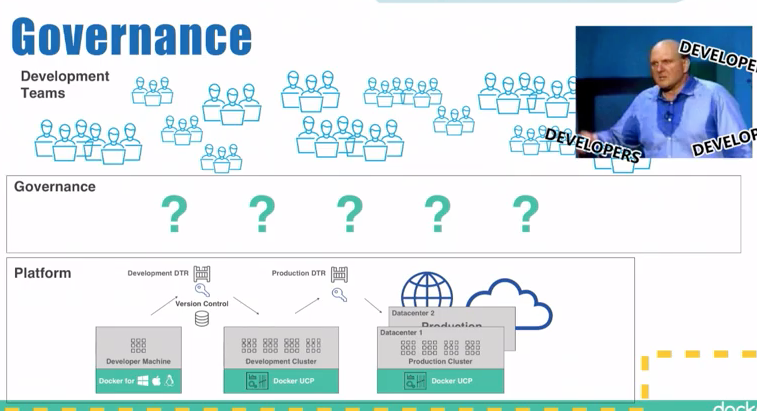 Governance
Development
Teams
DEVELOPE
DEVELOPERS
DEVELOP
Governance
? ? ? ? ?
Platform
Development DTR
Production DTR
Version Control
Datacenter 2
Production
Datacenter 1
Developer Machine
Development Cluster
Production Cluster
Docker for
Docker UCP
Docker UCP
dock